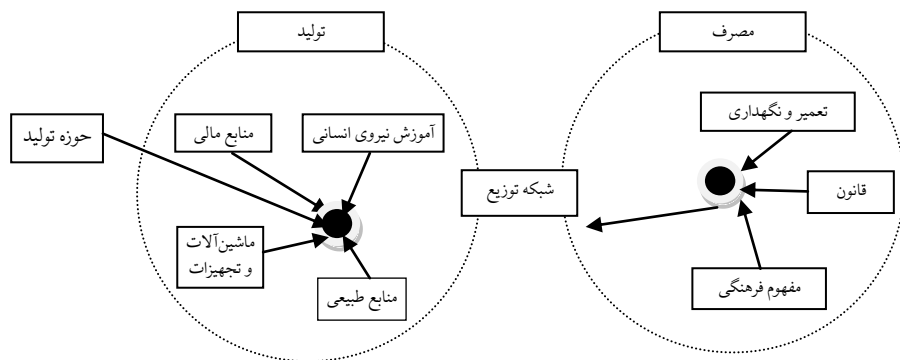 مصرف
تولید
تعمیر و نگهداری
آموزش نیروی انسانی
منابع مالی
حوزه تولید
قانون
شبکه توزیع
ماشین‌آلات
و تجهیزات
مفهوم فرهنگی
منابع طبیعی